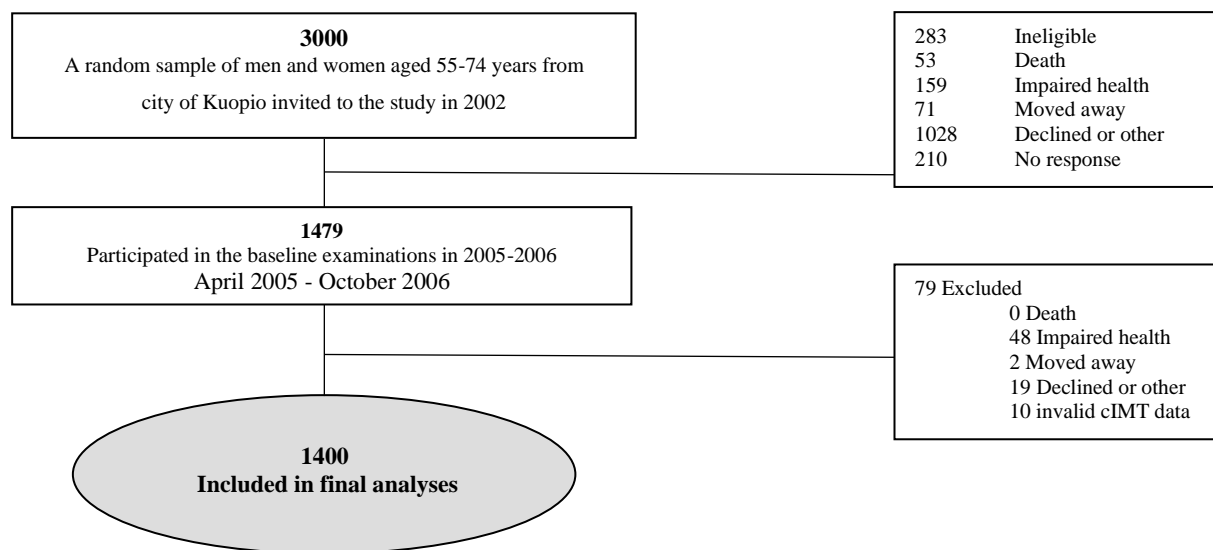 3000
A random sample of men and women aged 55-74 years from
city of Kuopio invited to the study in 2002
283 Ineligible
53 Death
159 Impaired health
71 Moved away
1028 Declined or other
210 No response
1479
Participated in the baseline examinations in 2005-2006
April 2005 - October 2006
79 Excluded
0 Death
48 Impaired health
2 Moved away
19 Declined or other
10 invalid cIMT data
1400
Included in final analyses